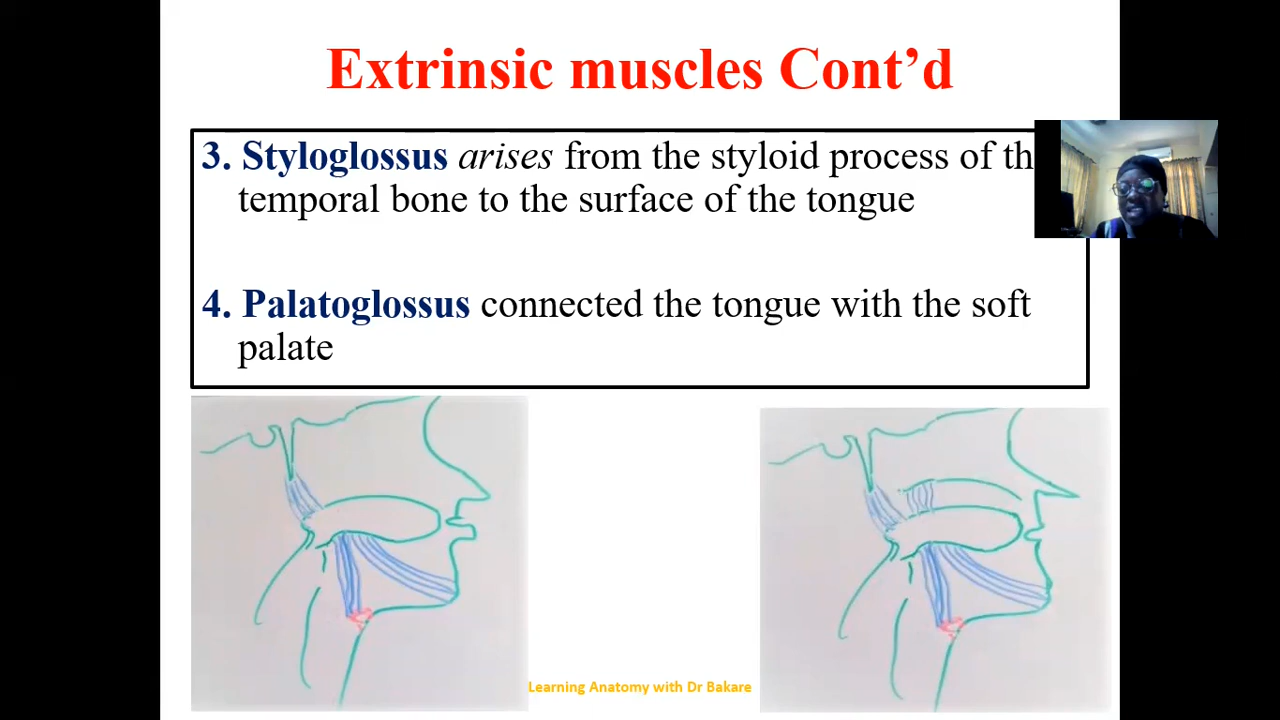 Extrinsic muscles Cont’d
3. Styloglossus arises from the styloid process of
temporal bone to the surface of the tongue
4. Palatoglossus connected the tongue with the soft
palate
Learning Anatomy with Dr Bakare